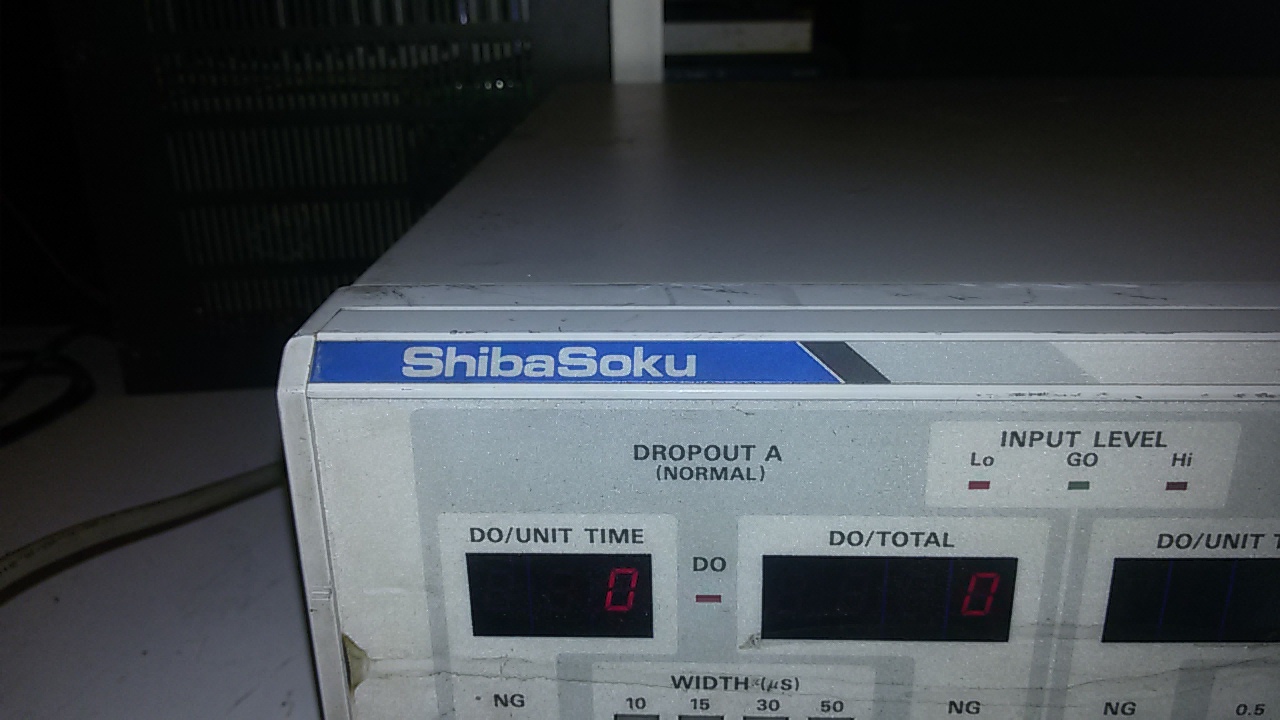 ShibaSoku
DROPOUT A
(NORMAL)
INPUT LEVEL
Lo GO Hi
DO/UNIT TIME
DO
DO/TOTAL
DO/UNIT T
0
0
WIDTH (μS)
NG
10 15 30 50
NG
NG
0.5